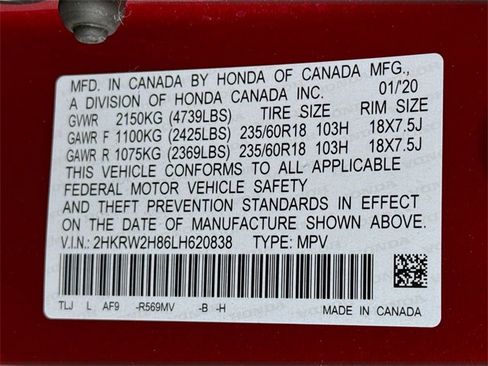 MFD. IN CANADA BY HONDA OF CANADA MFG.,
A DIVISION OF HONDA CANADA INC. 01/'20
GVWR 2150KG (4739LBS) TIRE SIZE RIM SIZE
GAWR F 1100KG (2425LBS) 235/60R18 103H 18X7.5J
GAWR R 1075KG (2369LBS) 235/60R18 103H 18X7.5J
THIS VEHICLE CONFORMS TO ALL APPLICABLE
FEDERAL MOTOR VEHICLE SAFETY
AND THEFT PREVENTION STANDARDS IN EFFECT
ON THE DATE OF MANUFACTURE SHOWN ABOVE.
V.I.N.: 2HKRW2H86LH620838 TYPE: MPV
TLJ L AF9 -R569MV -B -H MADE IN CANADA